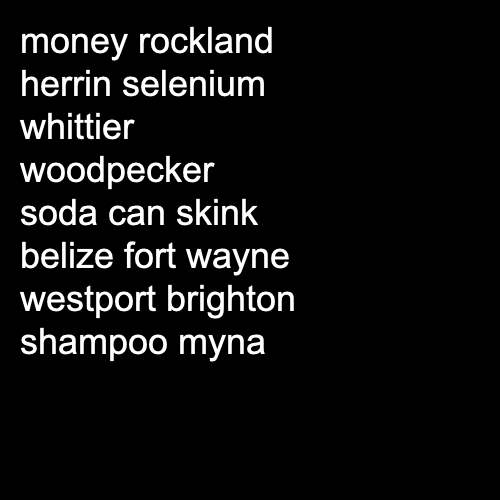 money rockland
herrin selenium
whittier
woodpecker
soda can skink
belize fort wayne
westport brighton
shampoo myna